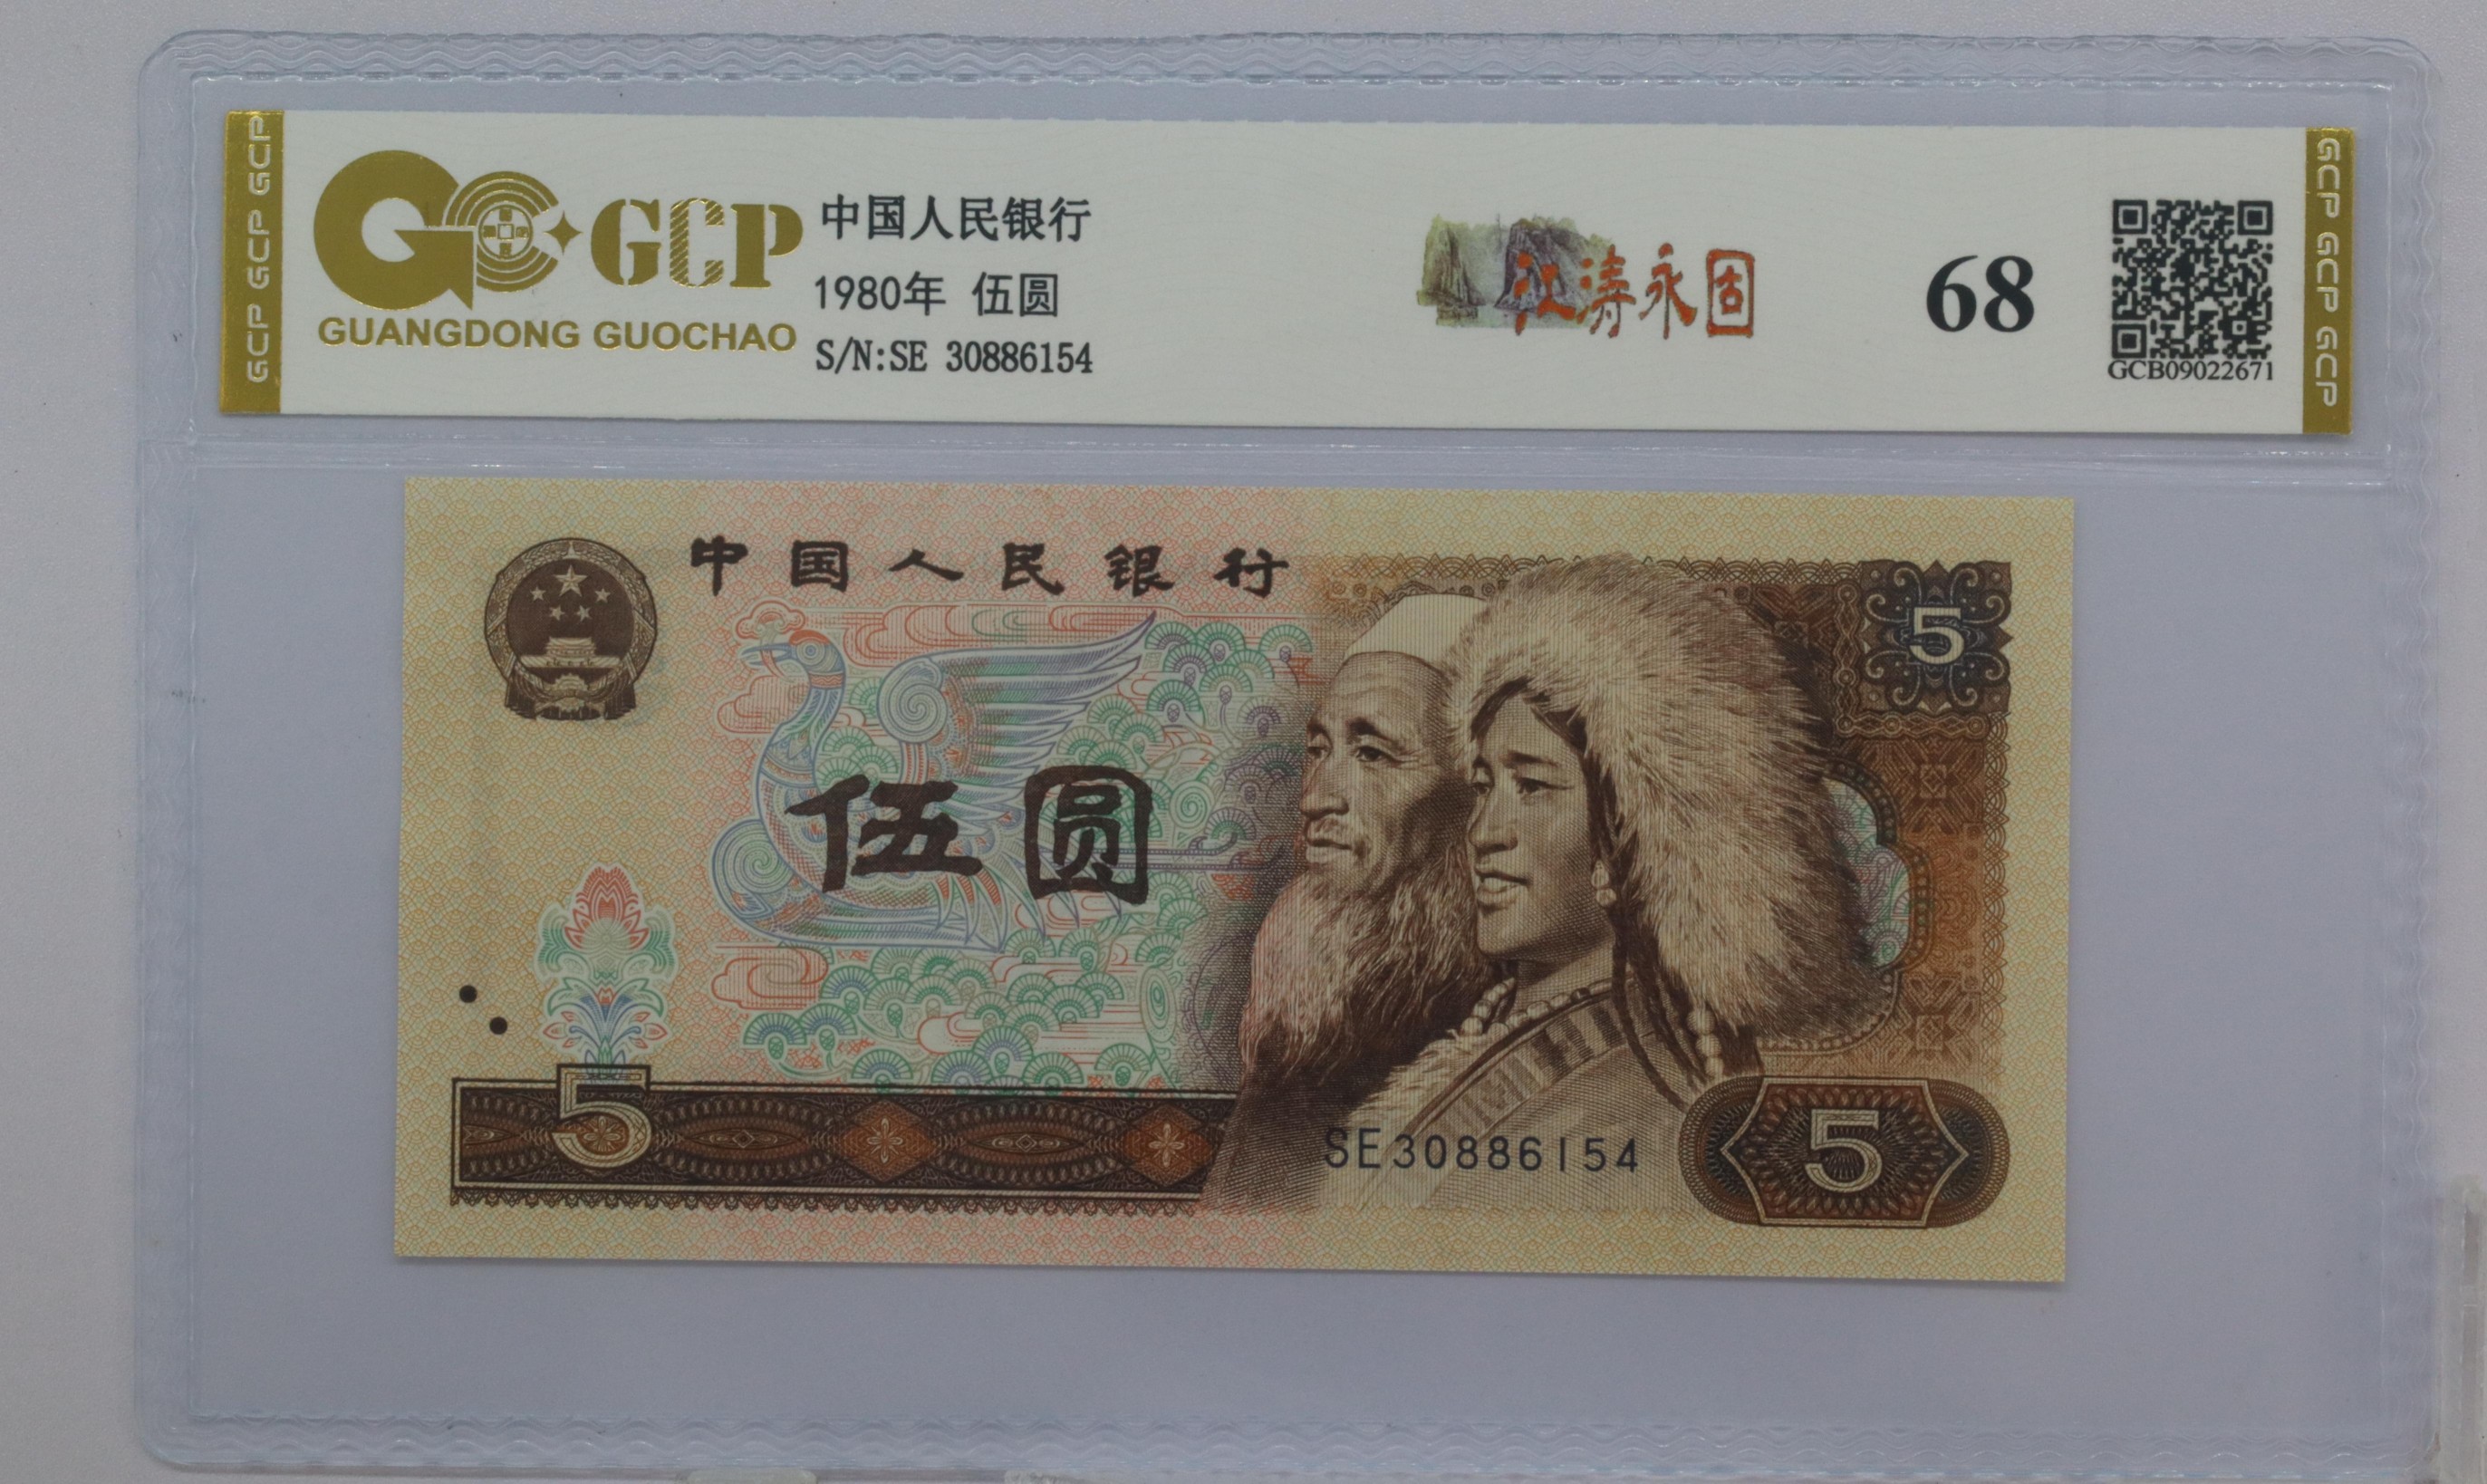 GCP GCP GCP
GCP
GUANGDONG GUOCHAO
中国人民银行
1980年 伍圆
S/N:SE 30886154
江涛永固
68
GCB09022671
GCP GCP GCP
中国人民银行
5
伍圆
5
SE30886154
5